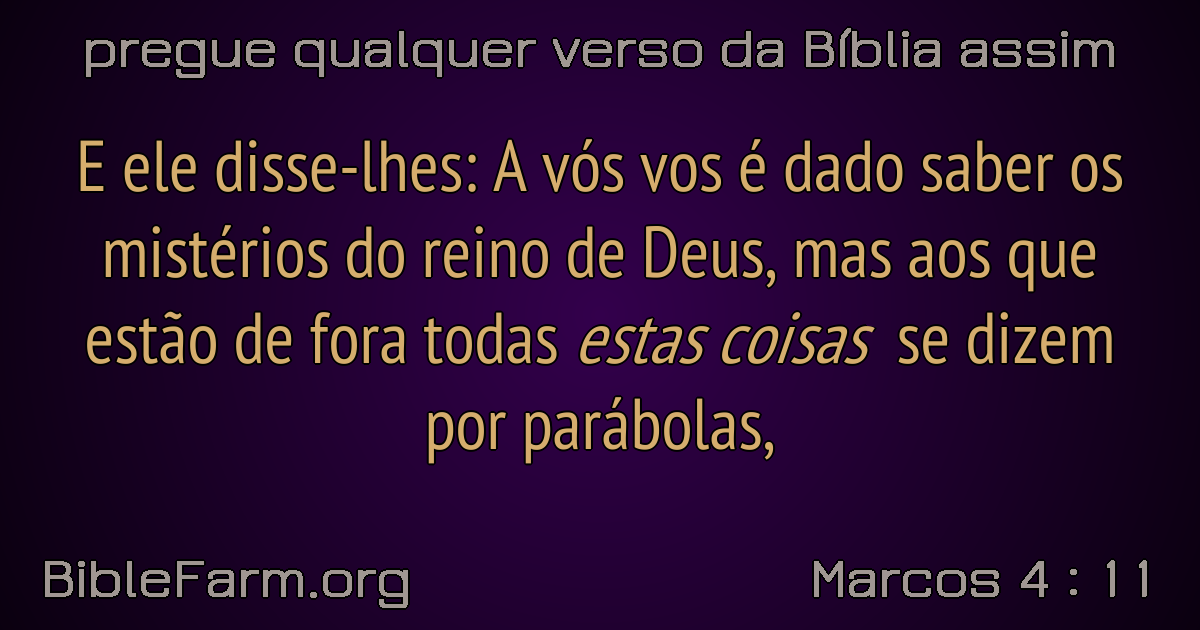 pregue qualquer verso da Bíblia assim
E ele disse-lhes: A vós vos é dado saber os
mistérios do reino de Deus, mas aos que
estão de fora todas estas coisas se dizem
por parábolas,
BibleFarm.org
Marcos 4 : 11